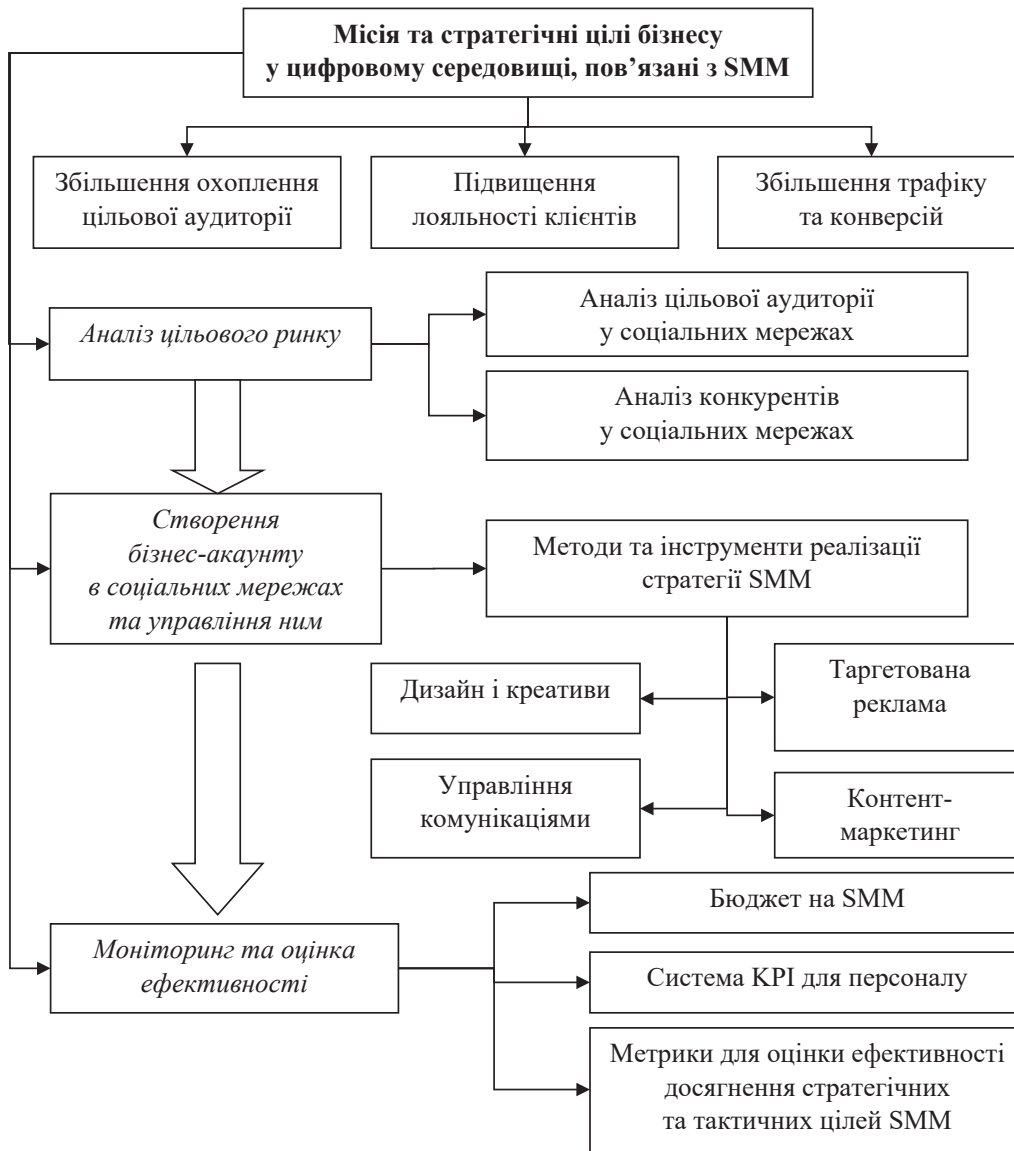 Місія та стратегічні цілі бізнесу
у цифровому середовищі, пов’язані з SMM
Збільшення охоплення
цільової аудиторії
Підвищення
лояльності клієнтів
Збільшення трафіку
та конверсій
Аналіз цільового ринку
Аналіз цільової аудиторії
у соціальних мережах
Аналіз конкурентів
у соціальних мережах
Створення
бізнес-акаунту
в соціальних мережах
та управління ним
Методи та інструменти реалізації
стратегії SMM
Дизайн і креативи
Таргетована
реклама
Управління
комунікаціями
Контент-
маркетинг
Моніторинг та оцінка
ефективності
Бюджет на SMM
Система KPI для персоналу
Метрики для оцінки ефективності
досягнення стратегічних
та тактичних цілей SMM